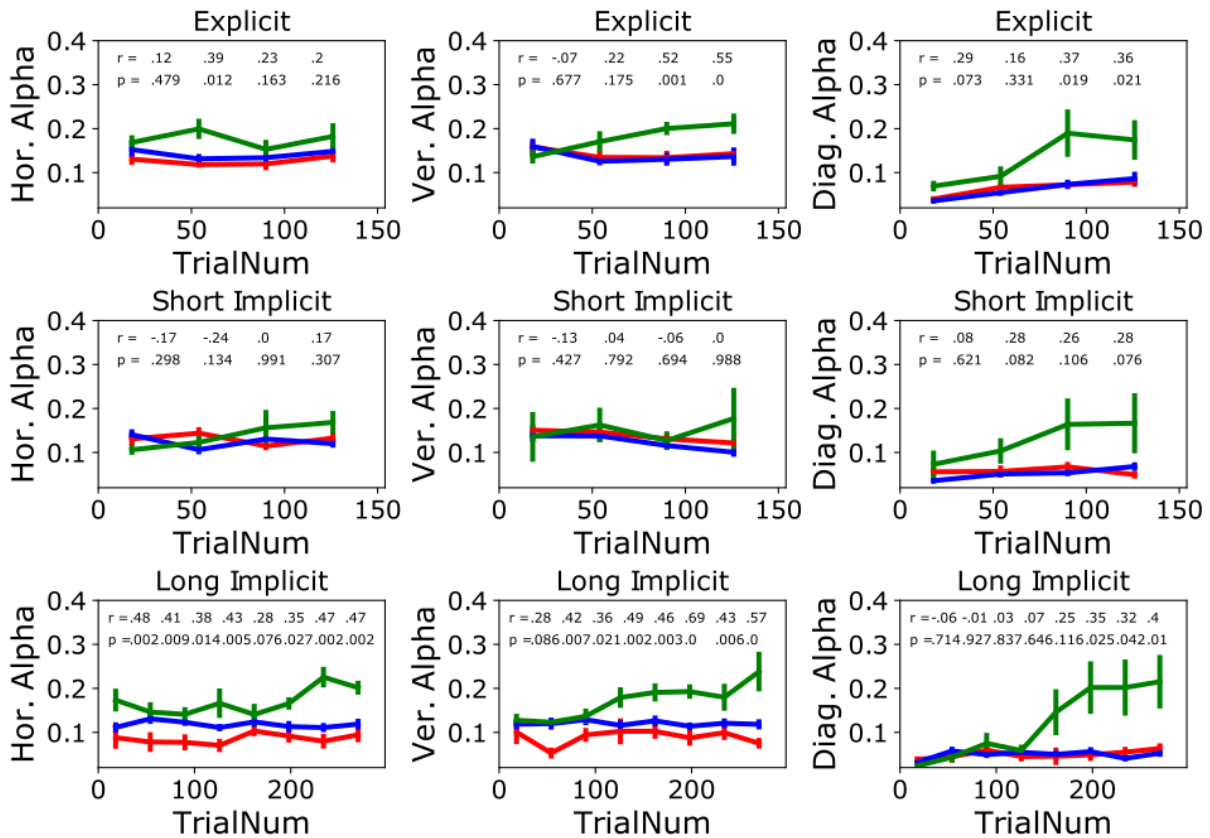 Explicit
Hor. Alpha
0.4
0.3
0.2
0.1
r = .12 .39 .23 .2
p = .479 .012 .163 .216
0 50 100 150
TrialNum
Explicit
Ver. Alpha
r = -.07 .22 .52 .55
p = .677 .175 .001 .0
0.4
0.3
0.2
0.1
0 50 100 150
TrialNum
Explicit
Diag. Alpha
r = .29 .16 .37 .36
p = .073 .331 .019 .021
0.4
0.3
0.2
0.1
0 50 100 150
TrialNum
Short Implicit
Hor. Alpha
r = -.17 -.24 .0 .17
p = .298 .134 .991 .307
0.4
0.3
0.2
0.1
0 50 100 150
TrialNum
Short Implicit
Ver. Alpha
r = -.13 .04 -.06 .0
p = .427 .792 .694 .988
0.4
0.3
0.2
0.1
0 50 100 150
TrialNum
Short Implicit
Diag. Alpha
r = .08 .28 .26 .28
p = .621 .082 .106 .076
0.4
0.3
0.2
0.1
0 50 100 150
TrialNum
Long Implicit
Hor. Alpha
r =.48 .41 .38 .43 .28 .35 .47 .47
p =.002.009.014.005.076.027.002.002
0.4
0.3
0.2
0.1
0 100 200
TrialNum
Long Implicit
Ver. Alpha
r =.28 .42 .36 .49 .46 .69 .43 .57
p =.086.007.021.002.003.0 .006.0
0.4
0.3
0.2
0.1
0 100 200
TrialNum
Long Implicit
Diag. Alpha
r =-.06 -.01 .03 .07 .25 .35 .32 .4
p =.714.927.837.646.116.025.042.01
0.4
0.3
0.2
0.1
0 100 200
TrialNum